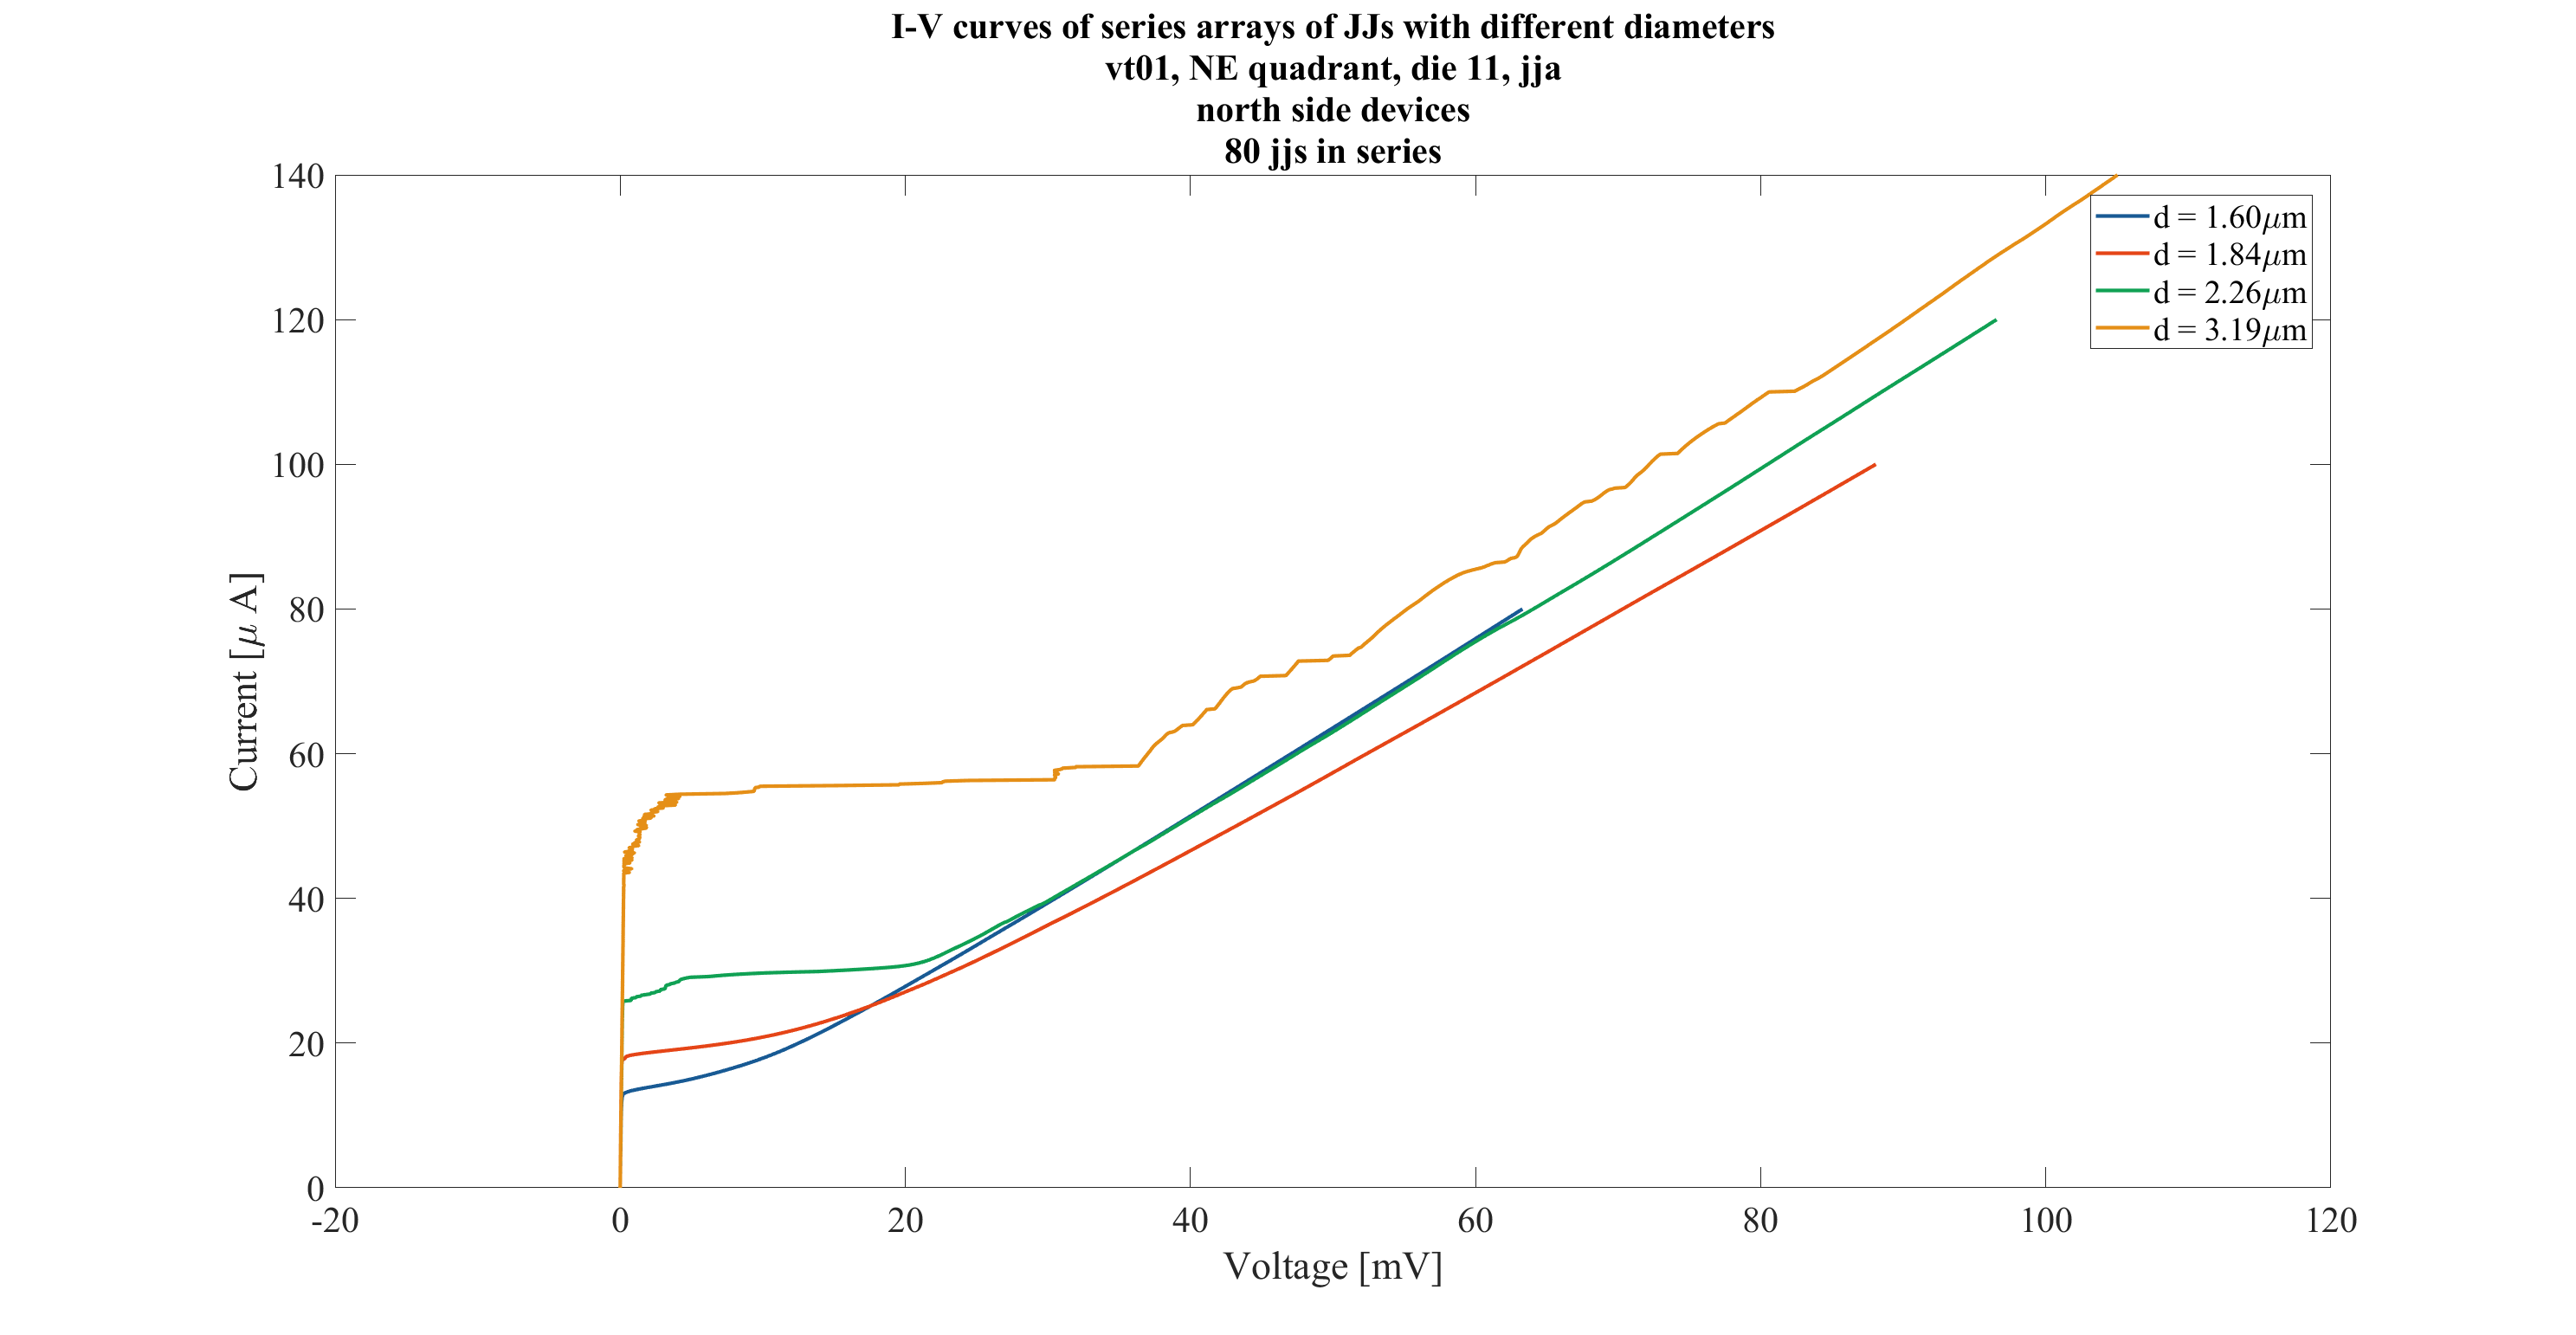 I-V curves of series arrays of JJs with different diameters
vt01, NE quadrant, die 11, jja
north side devices
80 jjs in series
140
120
100
80
60
40
20
0
Current [μ A]
d = 1.60μm
d = 1.84μm
d = 2.26μm
d = 3.19μm
-20 0 20 40 60 80 100 120
Voltage [mV]